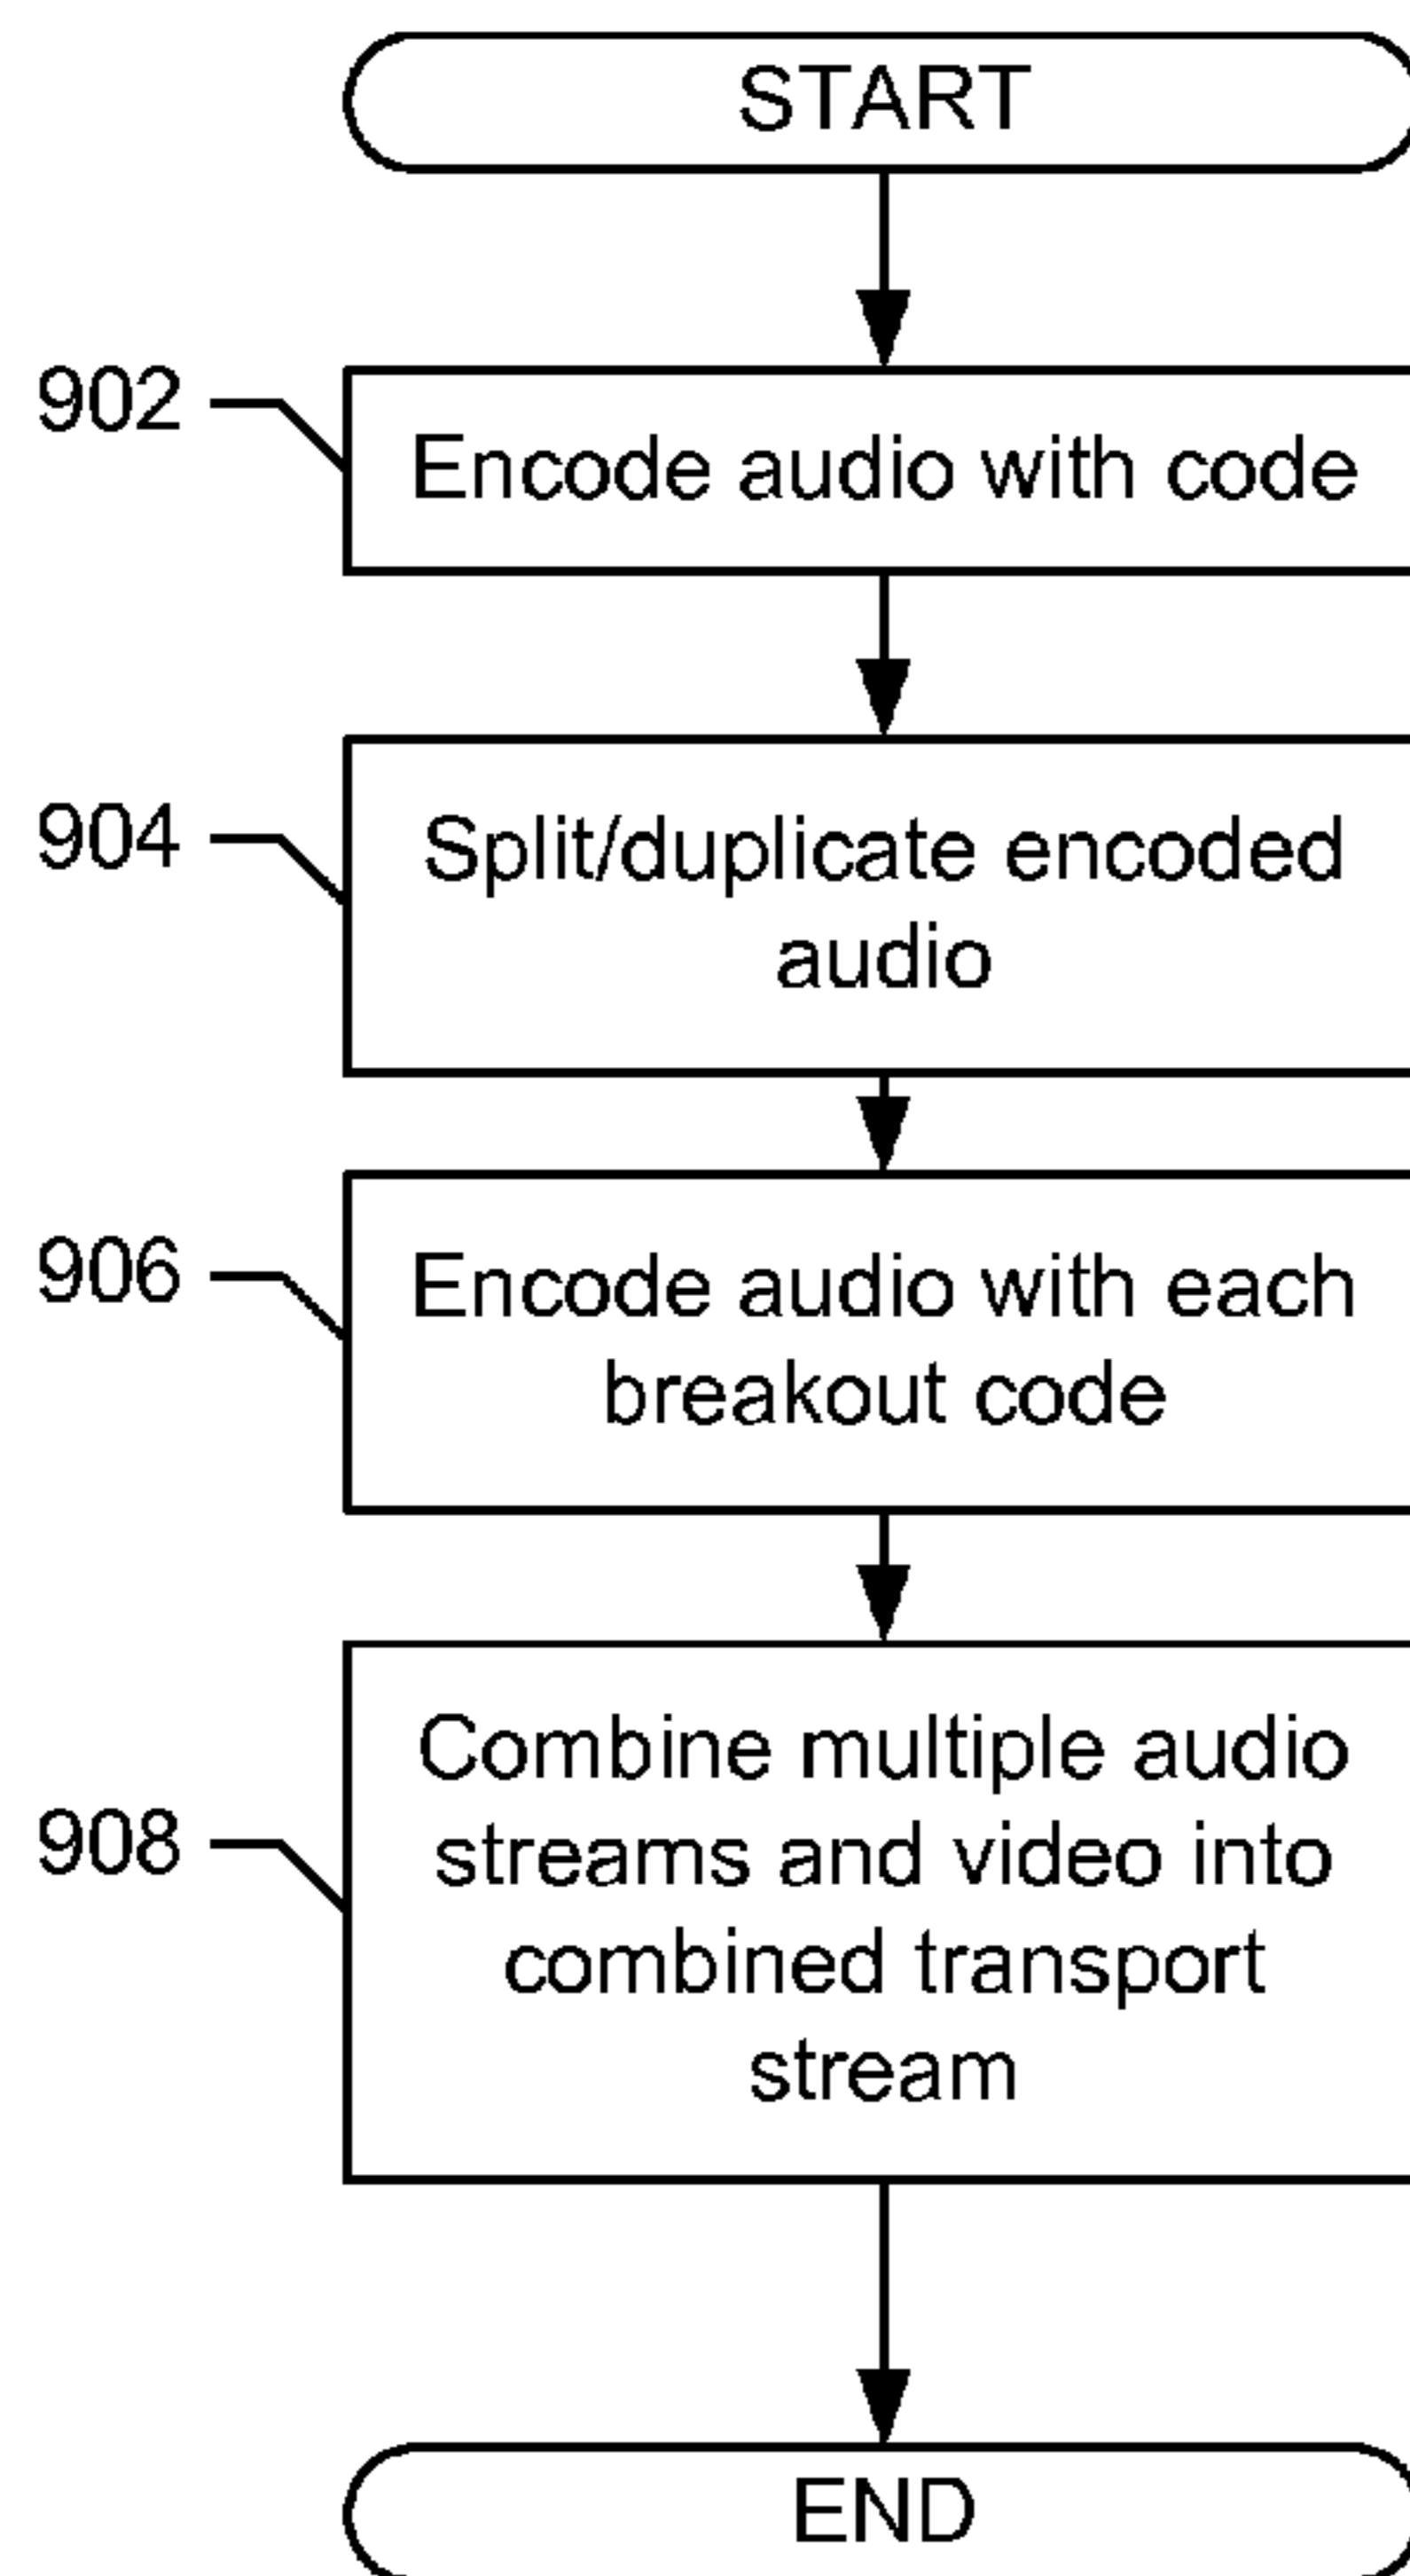 START
902
Encode audio with code
904
Split/duplicate encoded
audio
906
Encode audio with each
breakout code
908
Combine multiple audio
streams and video into
combined transport
stream
END